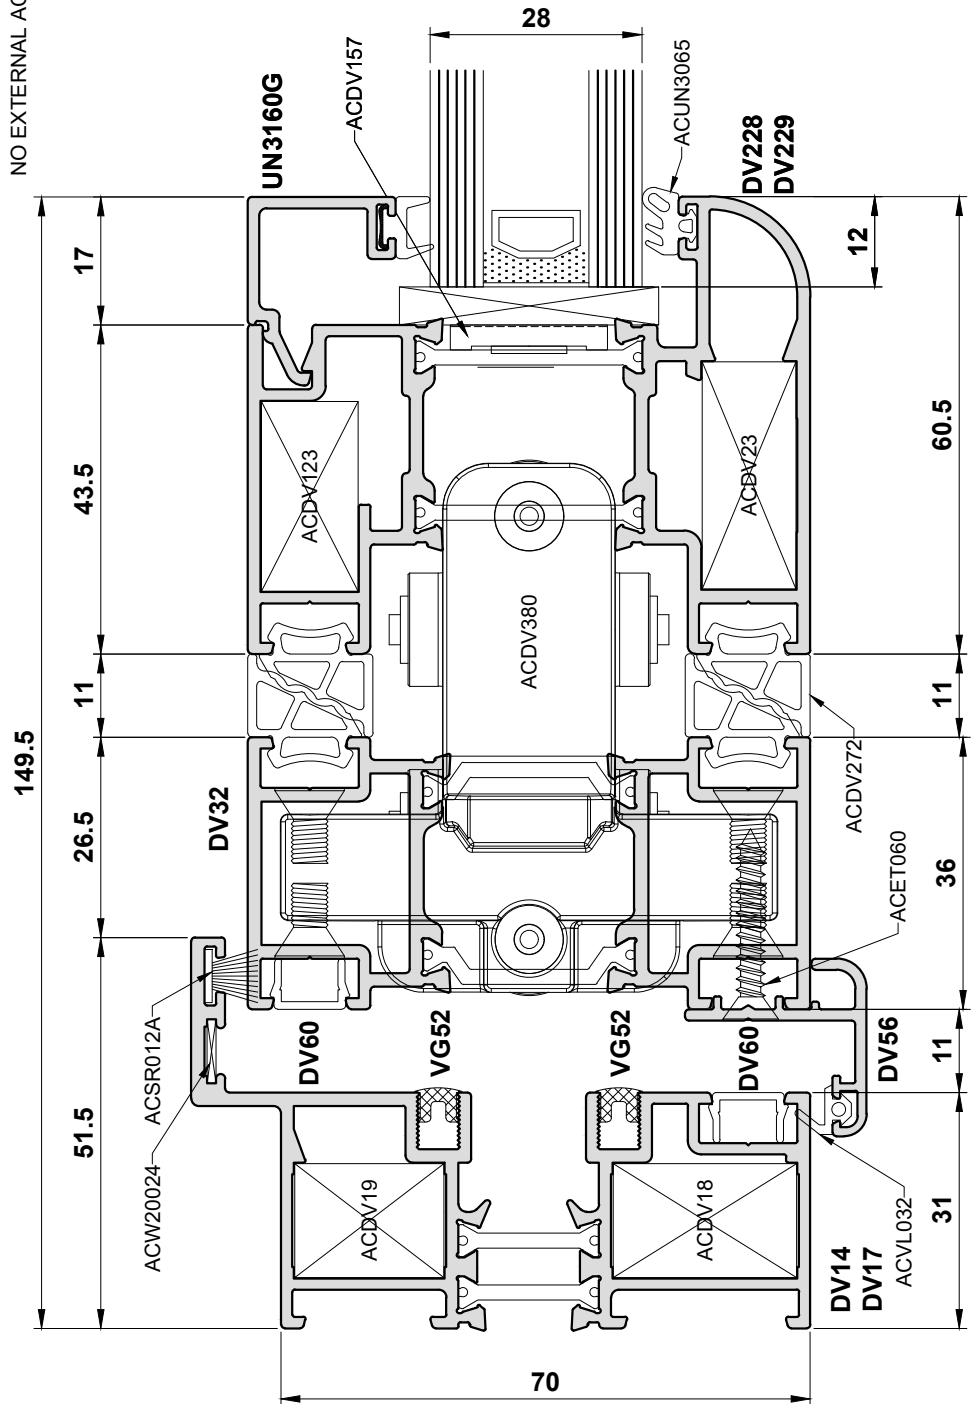 NO EXTERNAL AC
28
UN3160G
ACDV157
ACUN3065
DV228
DV229
17
12
43.5
ACDV123
ACDV23
60.5
ACDV380
11
11
149.5
26.5
DV32
ACDV272
ACET060
36
ACSR012A
ACW20024
DV60
VG52
VG52
DV60
DV56
11
51.5
ACDV19
ACDV18
DV14
DV17
ACVL032
31
70